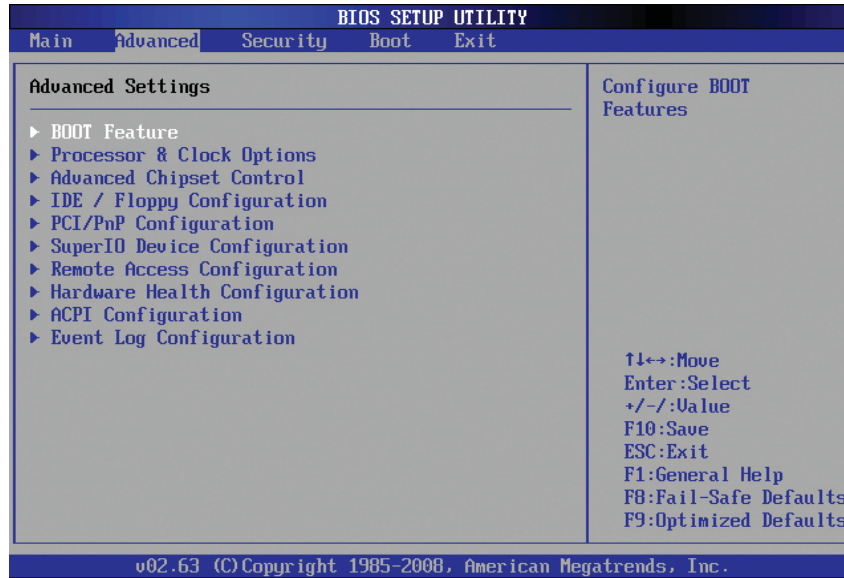 BIOS SETUP UTILITY
Main Advanced Security Boot Exit
Advanced Settings
▶ BOOT Feature
▶ Processor & Clock Options
▶ Advanced Chipset Control
▶ IDE / Floppy Configuration
▶ PCI/PnP Configuration
▶ SuperIO Device Configuration
▶ Remote Access Configuration
▶ Hardware Health Configuration
▶ ACPI Configuration
▶ Event Log Configuration
Configure BOOT
Features
↑↓↔:Move
Enter:Select
+/-/:Value
F10:Save
ESC:Exit
F1:General Help
F8:Fail-Safe Defaults
F9:Optimized Defaults
v02.63 (C)Copyright 1985-2008, American Megatrends, Inc.